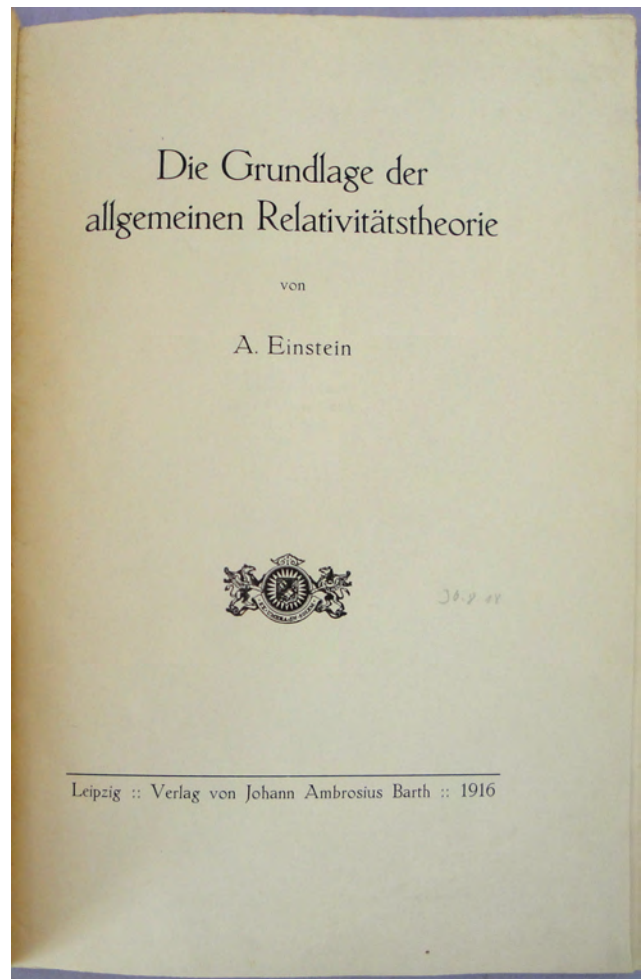 Die Grundlage der
allgemeinen Relativitätstheorie
von
A. Einstein
Leipzig :: Verlag von Johann Ambrosius Barth :: 1916